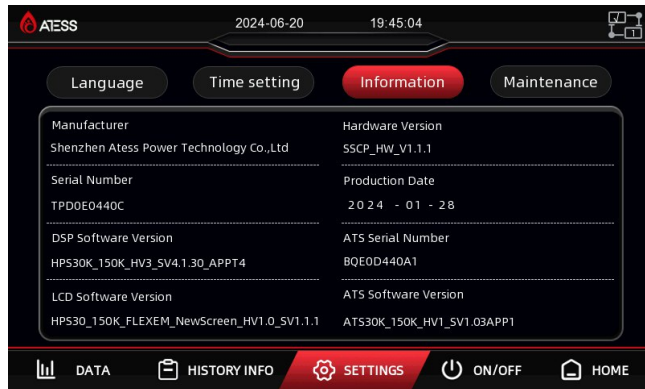 ATESS 2024-06-20 19:45:04
1
Language Time setting Information Maintenance
Manufacturer
Shenzhen Atess Power Technology Co.,Ltd
Hardware Version
SSCP_HW_V1.1.1
Serial Number
TPD0E0440C
Production Date
2024 - 01 - 28
DSP Software Version
HPS30K_150K_HV3_SV4.1.30_APPT4
ATS Serial Number
BQE0D440A1
LCD Software Version
HPS30_150K_FLEXEM_NewScreen_HV1.0_SV1.1.1
ATS Software Version
ATS30K_150K_HV1_SV1.03APP1
DATA HISTORY INFO SETTINGS ON/OFF HOME